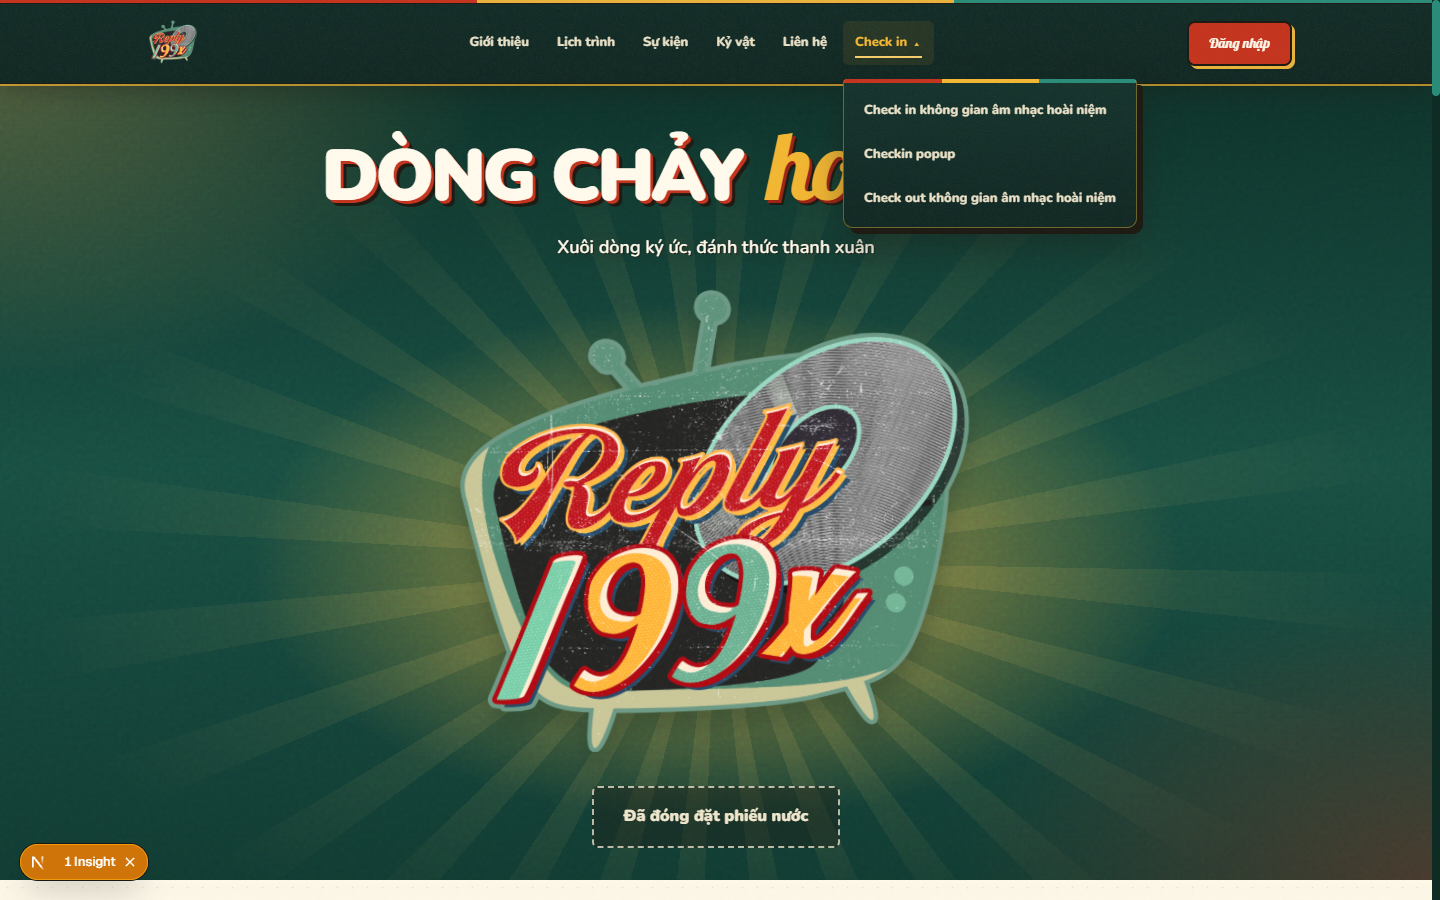 Reply
199x
Giới thiệu
Lịch trình
Sự kiện
Kỷ vật
Liên hệ
Check in
Đăng nhập
Check in không gian âm nhạc hoài niệm
Checkin popup
Check out không gian âm nhạc hoài niệm
DÒNG CHẢY
Xuôi dòng ký ức, đánh thức thanh xuân
Reply
199x
Đã đóng đặt phiếu nước
N 1 Insight